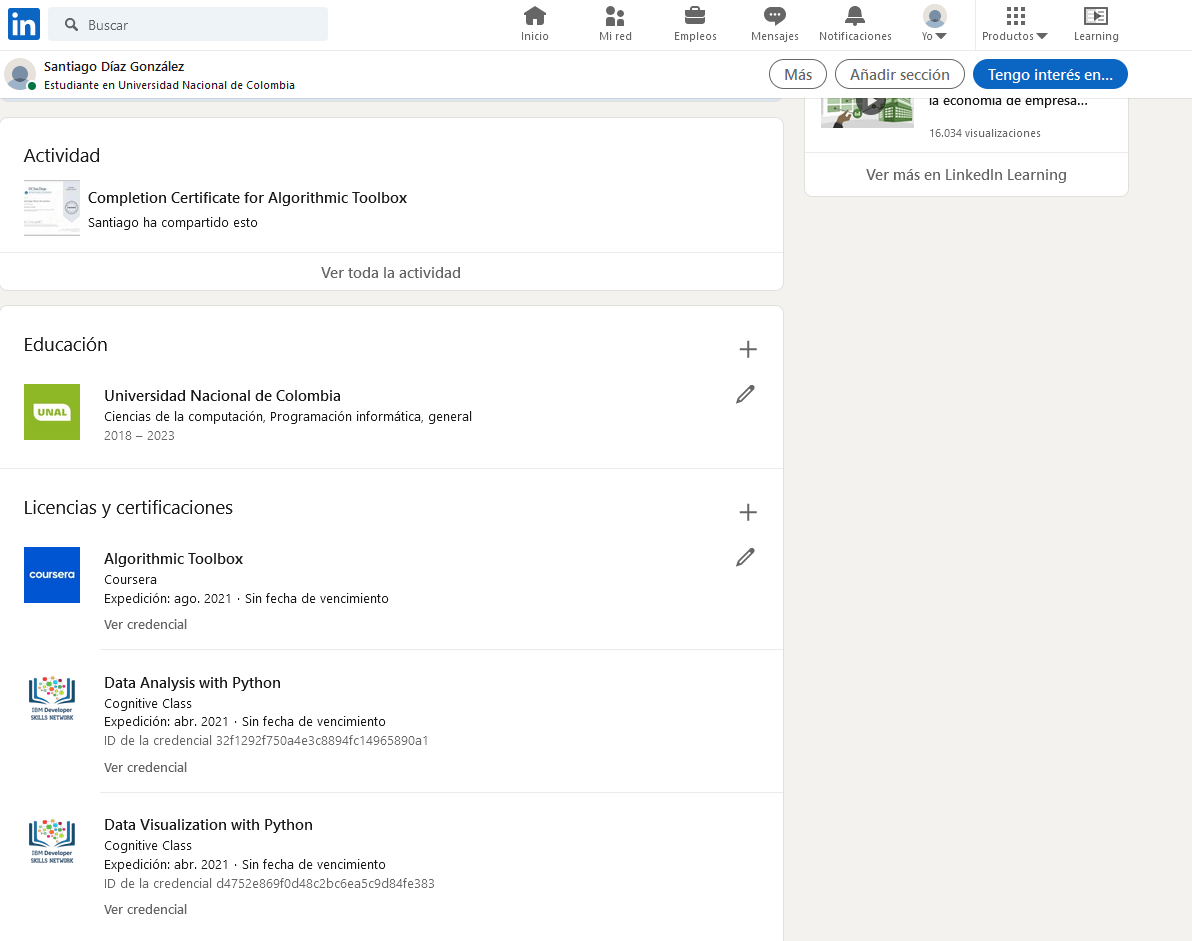 in
Buscar
Inicio
Mi red
Empleos
Mensajes
Notificaciones
Yo
Productos
Learning
Santiago Díaz González
Estudiante en Universidad Nacional de Colombia
Más
Añadir sección
Tengo interés en...
la economía de empresa...
16.034 visualizaciones
Ver más en LinkedIn Learning
Actividad
Completion Certificate for Algorithmic Toolbox
Santiago ha compartido esto
Ver toda la actividad
Educación
UNAL
Universidad Nacional de Colombia
Ciencias de la computación, Programación informática, general
2018 – 2023
Licencias y certificaciones
coursera
Algorithmic Toolbox
Coursera
Expedición: ago. 2021 · Sin fecha de vencimiento
Ver credencial
IBM Developer
SKILLS NETWORK
Data Analysis with Python
Cognitive Class
Expedición: abr. 2021 · Sin fecha de vencimiento
ID de la credencial 32f1292f750a4e3c8894fc14965890a1
Ver credencial
IBM Developer
SKILLS NETWORK
Data Visualization with Python
Cognitive Class
Expedición: abr. 2021 · Sin fecha de vencimiento
ID de la credencial d4752e869f0d48c2bc6ea5c9d84fe383
Ver credencial